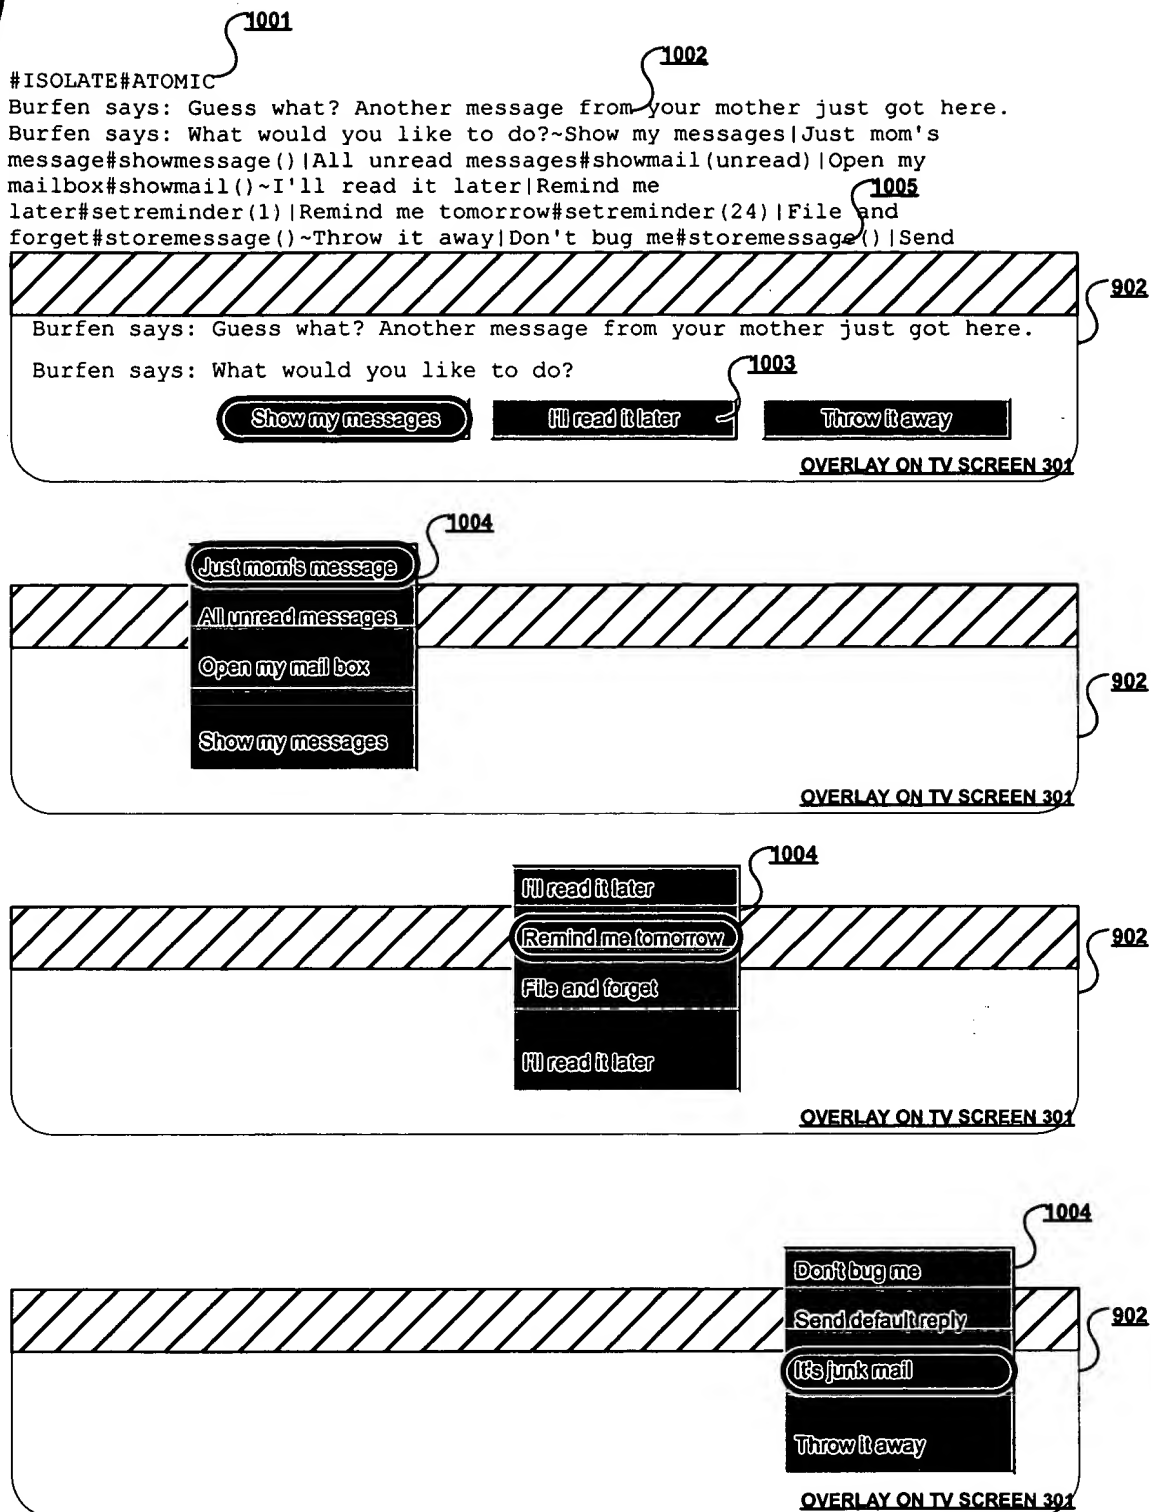 1001
#ISOLATE#ATOMIC
1002
Burfen says: Guess what? Another message from your mother just got here.
Burfen says: What would you like to do?~Show my messages|Just mom's
message#showmessage()|All unread messages#showmail(unread)|Open my
mailbox#showmail()~I'll read it later|Remind me
1005
later#setreminder(1)|Remind me tomorrow#setreminder(24)|File and
forget#storemessage()~Throw it away|Don't bug me#storemessage()|Send
902
Burfen says: Guess what? Another message from your mother just got here.
Burfen says: What would you like to do?
1003
Show my messages I'll read it later Throw it away
OVERLAY ON TV SCREEN 301
1004
Just mom's message
All unread messages
Open my mail box
902
Show my messages
OVERLAY ON TV SCREEN 301
1004
I'll read it later
Remind me tomorrow
902
File and forget
I'll read it later
OVERLAY ON TV SCREEN 301
1004
Don't bug me
Send default reply
902
It's junk mail
Throw it away
OVERLAY ON TV SCREEN 301